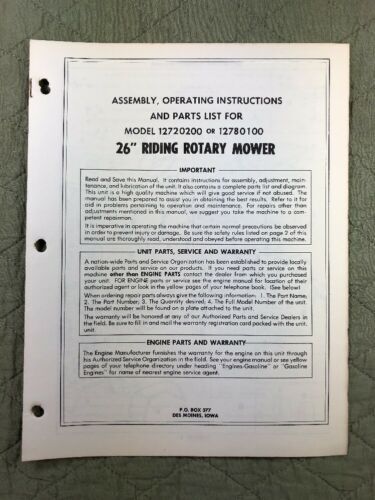 ASSEMBLY, OPERATING INSTRUCTIONS
AND PARTS LIST FOR
MODEL 12720200 OR 12780100
26" RIDING ROTARY MOWER
IMPORTANT
Read and Save this Manual. It contains instructions for assembly, adjustment, main-
tenance, and lubrication of the unit. It also contains a complete parts list and diagram.
This unit is a high quality machine which will give good service if not abused. The
manual has been prepared to assist you in obtaining the best results. Refer to it for
aid in problems pertaining to operation and maintenance. For repairs other than
adjustments mentioned in this manual, we suggest you take the machine to a com-
petent repairman.
It is imperative at operating the machine that certain normal precautions be observed
in order to prevent injury or damage. Be sure the safety rules listed on page 2 of this
manual are thoroughly read, understood and obeyed before operating this machine.
UNIT PARTS, SERVICE AND WARRANTY
A nation-wide Parts and Service Organization has been established to provide locally
available parts and service on our products. If you need parts or service on this
machine other than ENGINE PARTS contact the dealer from which you purchased
your unit. FOR ENGINE parts or service see the engine manual for location of their
authorized agent or look in the yellow pages of your telephone book. (See below)
When ordering repair parts always give the following information: 1. The Part Name;
2. The Part Number; 3. The Quantity desired; 4. The Full Model Number of the unit.
The model number will be found on a plate attached to the unit.
The warranty will be honored at any of our Authorized Parts and Service Dealers in
the field. Be sure to fill in and mail the warranty registration card packed with the unit.
ENGINE PARTS AND WARRANTY
The Engine Manufacturer furnishes the warranty for the engine on this unit through
his Authorized Service Organization in the field. See your engine manual or see yellow
pages of your telephone directory under heading "Engines-Gasoline" or "Gasoline
Engines" for name of nearest engine service agent.
P.O. BOX 577
DES MOINES, IOWA